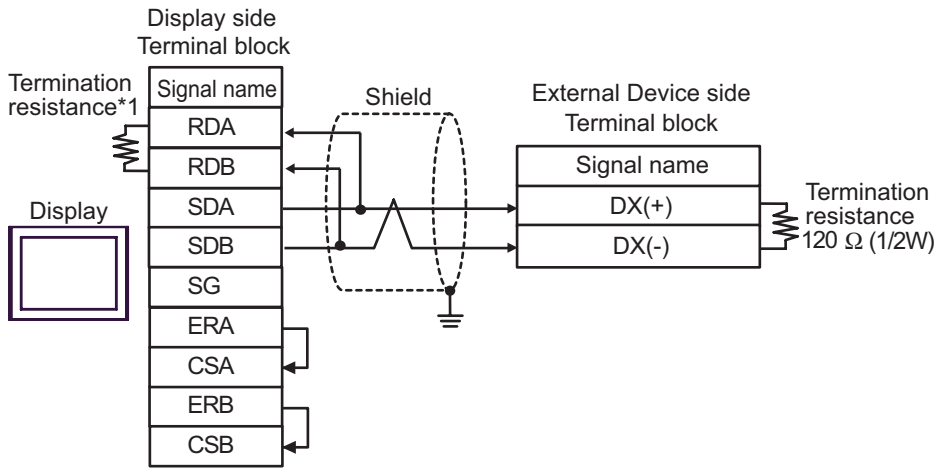 Display side
Terminal block
Termination
resistance*1
Signal name
RDA
RDB
SDA
SDB
SG
ERA
CSA
ERB
CSB
Display
Shield
External Device side
Terminal block
Signal name
DX(+)
DX(-)
Termination
resistance
120 Ω (1/2W)